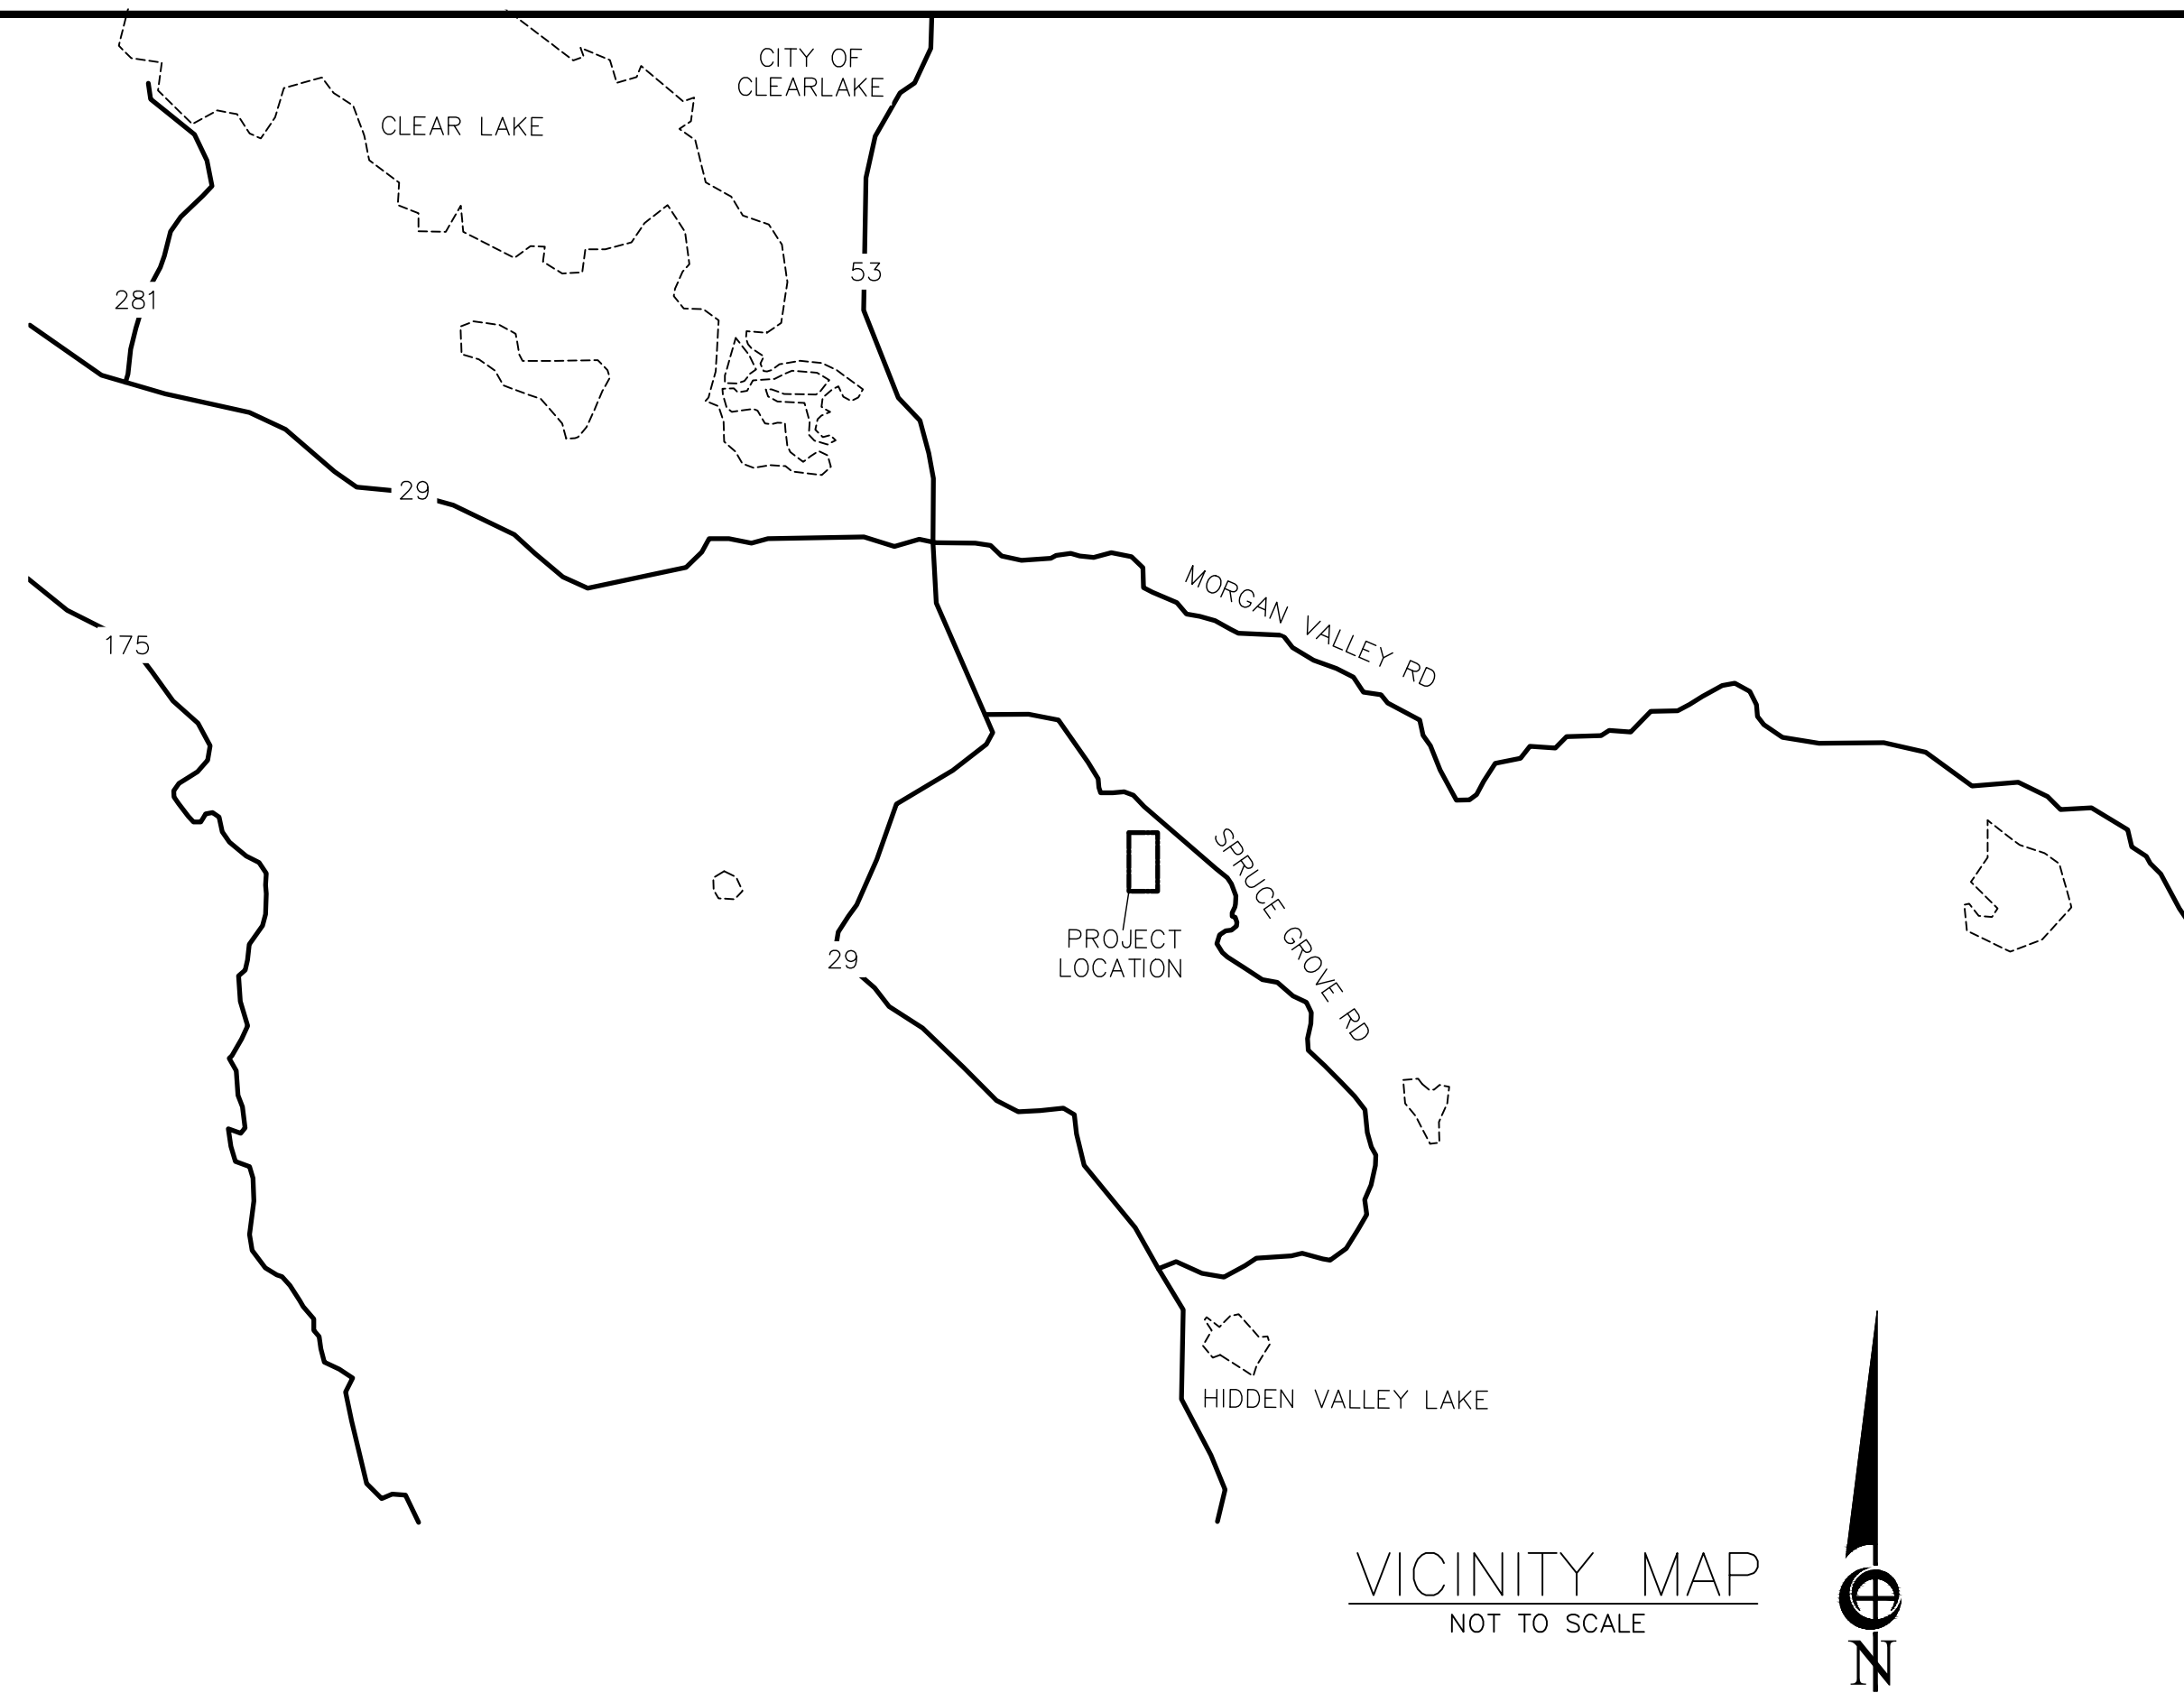 CITY OF
CLEARLAKE
CLEAR LAKE
53
281
29
MORGAN VALLEY RD
175
SPRUCE GROVE RD
PROJECT
LOCATION
29
HIDDEN VALLEY LAKE
VICINITY MAP
NOT TO SCALE
N